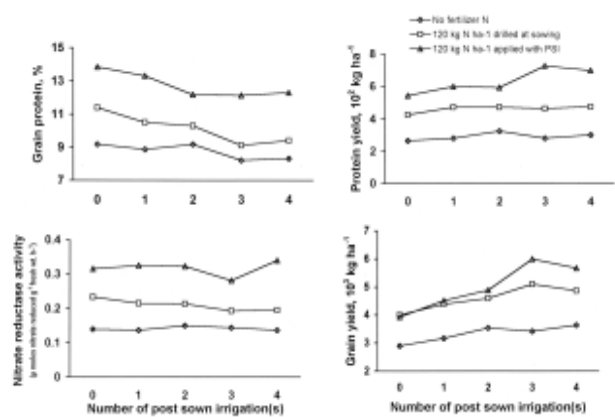 No fertilizer N
120 kg N ha-1 drilled at sowing
120 kg N ha-1 applied with PSI
Grain protein, %
15
13
11
9
7
0 1 2 3 4
Protein yield, 10² kg ha⁻¹
10
8
6
4
2
0
0 1 2 3 4
Nitrate reductase activity
0.4
0.3
0.2
0.1
0
0 1 2 3 4
Number of post sown irrigation(s)
Grain yield, 10³ kg ha⁻¹
7
6
5
4
3
2
0 1 2 3 4
Number of post sown irrigation(s)